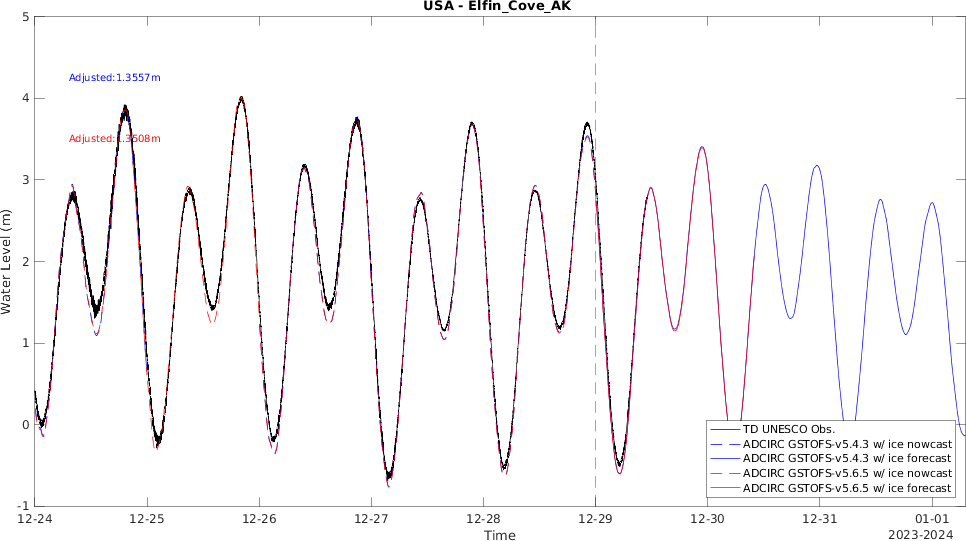 USA - Elfin_Cove_AK
5
4
3
2
1
0
-1
Water Level (m)
Adjusted:1.3557m
Adjusted:1.3508m
TD UNESCO Obs.
ADCIRC GSTOFS-v5.4.3 w/ ice nowcast
ADCIRC GSTOFS-v5.4.3 w/ ice forecast
ADCIRC GSTOFS-v5.6.5 w/ ice nowcast
ADCIRC GSTOFS-v5.6.5 w/ ice forecast
12-24 12-25 12-26 12-27 12-28 12-29 12-30 12-31 01-01
Time
2023-2024